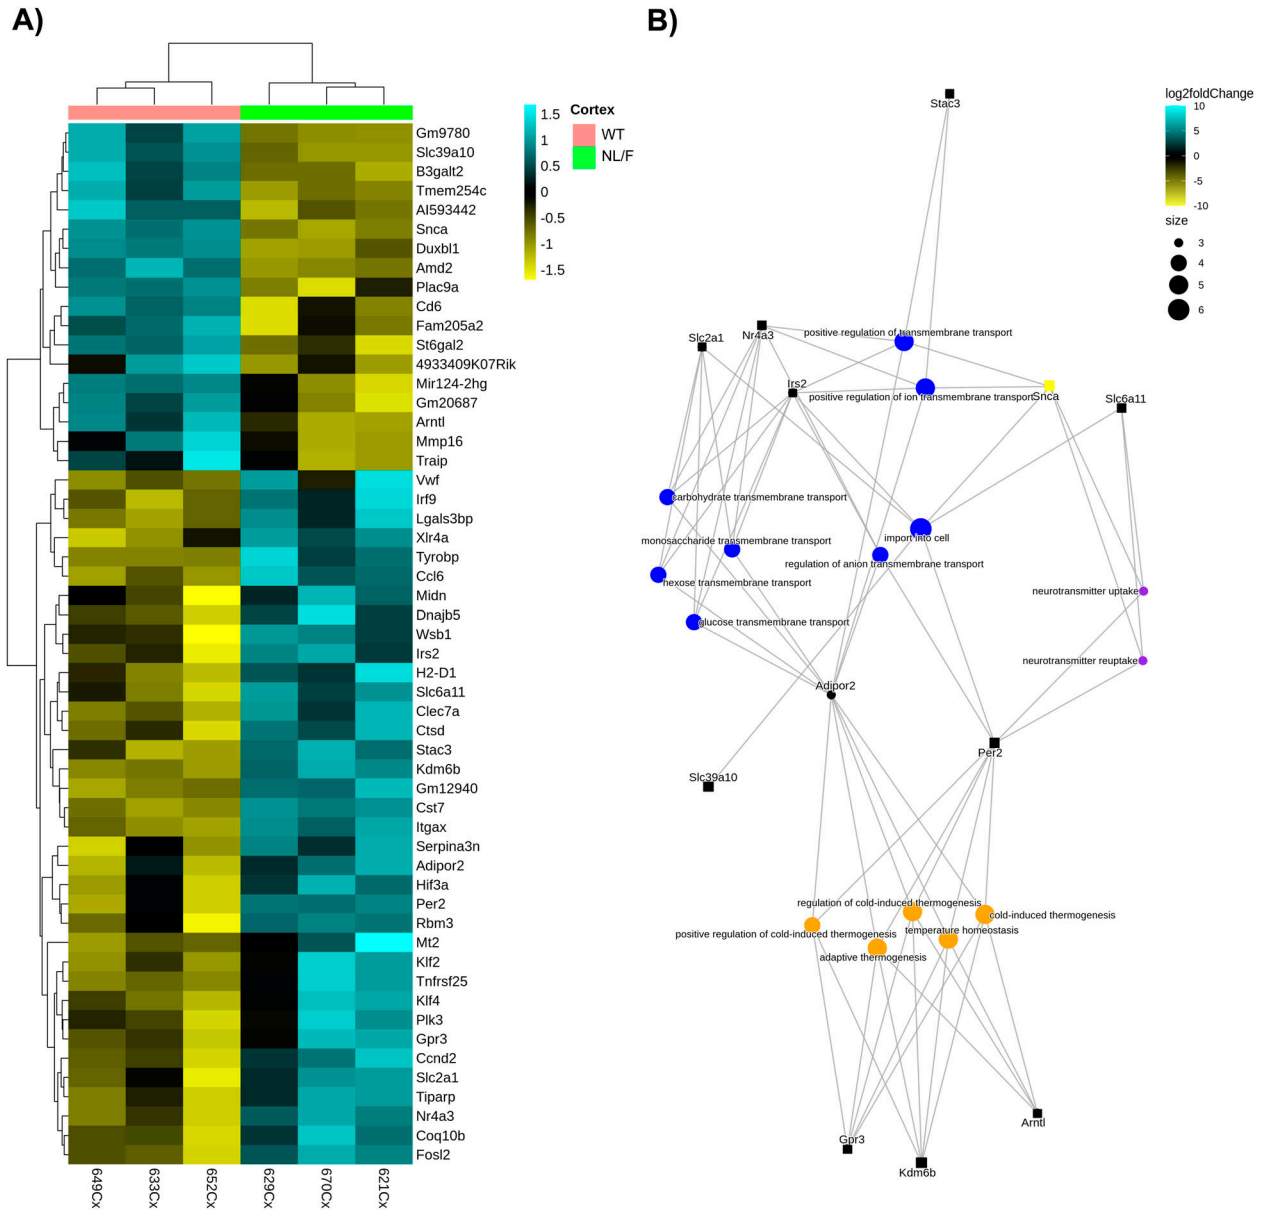 A)
B)
1.5
1
0.5
0
-0.5
-1
-1.5
Cortex
WT
NL/F
Gm9780
Slc39a10
B3galt2
Tmem254c
AI593442
Snca
Duxbl1
Amd2
Plac9a
Cd6
Fam205a2
St6gal2
4933409K07Rik
Mir124-2hg
Gm20687
Arntl
Mmp16
Traip
Vwf
Irf9
Lgals3bp
Xlr4a
Tyrobp
Ccl6
Midn
Dnajb5
Wsb1
Irs2
H2-D1
Slc6a11
Clec7a
Ctsd
Stac3
Kdm6b
Gm12940
Cst7
Itgax
Serpina3n
Adipor2
Hif3a
Per2
Rbm3
Mt2
Klf2
Tnfrsf25
Klf4
Plk3
Gpr3
Ccnd2
Slc2a1
Tiparp
Nr4a3
Coq10b
Fosl2
649Cx
633Cx
652Cx
629Cx
670Cx
621Cx
log2foldChange
10
5
0
-5
-10
size
3
4
5
6
Stac3
Slc2a1
Nr4a3
positive regulation of transmembrane transport
Irs2
positive regulation of ion transmembrane transport
Snca
Slc6a11
carbohydrate transmembrane transport
monosaccharide transmembrane transport
import into cell
regulation of anion transmembrane transport
hexose transmembrane transport
neurotransmitter uptake
glucose transmembrane transport
neurotransmitter reuptake
Adipor2
Per2
Slc39a10
regulation of cold-induced thermogenesis
cold-induced thermogenesis
positive regulation of cold-induced thermogenesis
temperature homeostasis
adaptive thermogenesis
Arntl
Gpr3
Kdm6b